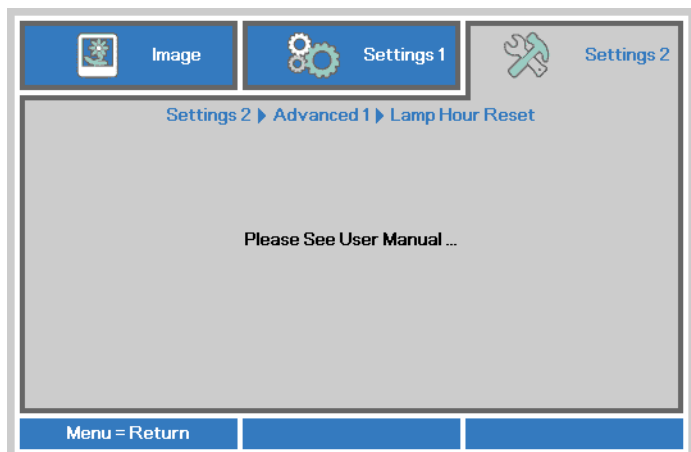 Image
Settings 1
Settings 2
Settings 2 ▶ Advanced 1 ▶ Lamp Hour Reset
Please See User Manual ...
Menu = Return